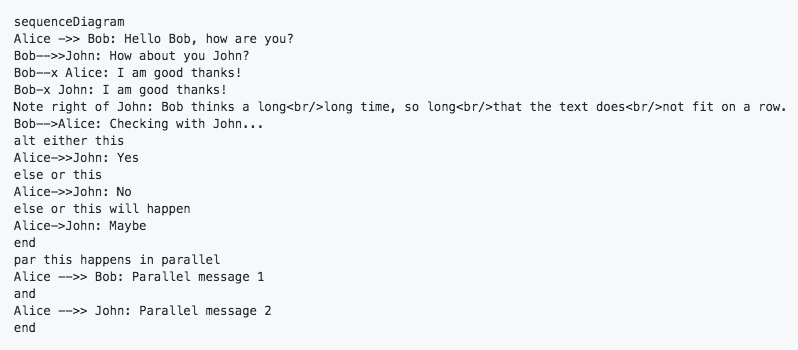 sequenceDiagram
Alice ->> Bob: Hello Bob, how are you?
Bob-->>John: How about you John?
Bob--x Alice: I am good thanks!
Bob-x John: I am good thanks!
Note right of John: Bob thinks a long<br/>long time, so long<br/>that the text does<br/>not fit on a row.
Bob-->Alice: Checking with John...
alt either this
Alice->>John: Yes
else or this
Alice->>John: No
else or this will happen
Alice->John: Maybe
end
par this happens in parallel
Alice -->> Bob: Parallel message 1
and
Alice -->> John: Parallel message 2
end